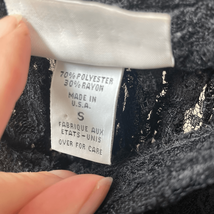 70% POLYESTER
30% RAYON
MADE IN
U.S.A.
S
FABRIQUE AUX
ETATS-UNIS
OVER FOR CARE